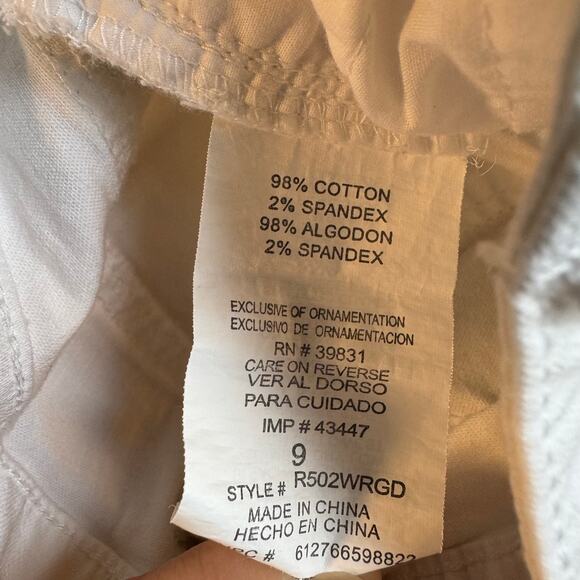 98% COTTON
2% SPANDEX
98% ALGODON
2% SPANDEX
EXCLUSIVE OF ORNAMENTATION
EXCLUSIVO DE ORNAMENTACION
RN # 39831
CARE ON REVERSE
VER AL DORSO
PARA CUIDADO
IMP # 43447
9
STYLE # R502WRGD
MADE IN CHINA
HECHO EN CHINA
#